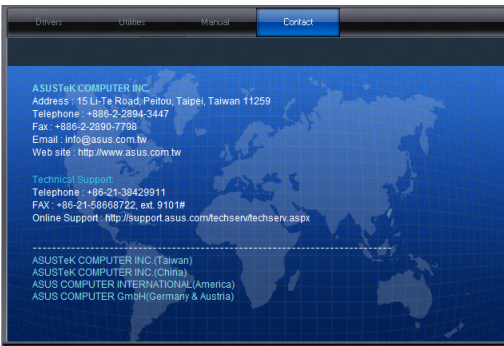 Drivers Utilities Manual Contact
ASUSTeK COMPUTER INC.
Address : 15 Li-Te Road, Peitou, Taipei, Taiwan 11259
Telephone : +886-2-2894-3447
Fax : +886-2-2890-7798
Email : info@asus.com.tw
Web site : http://www.asus.com.tw
Technical Support:
Telephone : +86-21-38429911
FAX : +86-21-58668722, ext. 9101#
Online Support : http://support.asus.com/techserv/techserv.aspx
ASUSTeK COMPUTER INC.(Taiwan)
ASUSTeK COMPUTER INC.(China)
ASUS COMPUTER INTERNATIONAL(America)
ASUS COMPUTER GmbH(Germany & Austria)